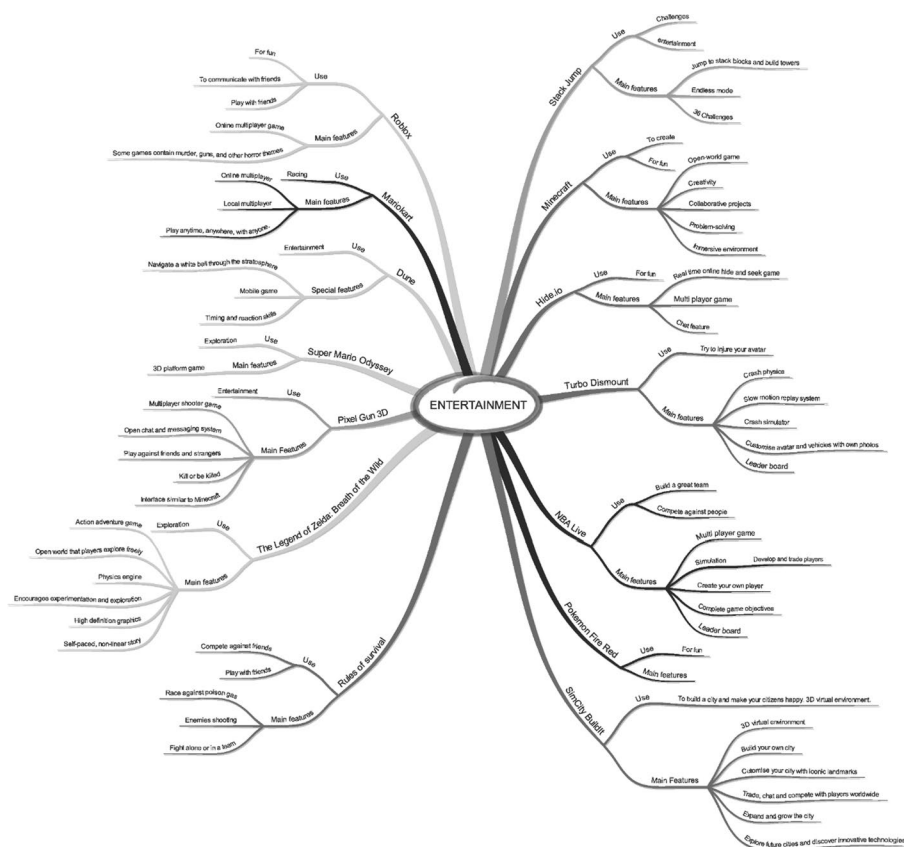 ENTERTAINMENT
Roblox
Use
For fun
To communicate with friends
Play with friends
Main features
Online multiplayer game
Some games contain murder, guns, and other horror themes
Mariokart
Use
Racing
Main features
Online multiplayer
Local multiplayer
Play anytime, anywhere, with anyone.
Dune
Use
Entertainment
Special features
Navigate a white ball through the stratosphere
Mobile game
Timing and reaction skills
Super Mario Odyssey
Use
Exploration
Main features
3D platform game
Pixel Gun 3D
Use
Entertainment
Main Features
Multiplayer shooter game
Open chat and messaging system
Play against friends and strangers
Kill or be killed
Interface similar to Minecraft
The Legend of Zelda: Breath of the Wild
Use
Exploration
Main features
Action adventure game
Open world that players explore freely
Physics engine
Encourages experimentation and exploration
High definition graphics
Self-paced, non-linear story
Rules of survival
Use
Compete against friends
Play with friends
Main features
Race against poison gas
Enemies shooting
Fight alone or in a team
Stack Jump
Use
Challenges
entertainment
Main features
Jump to stack blocks and build towers
Endless mode
36 Challenges
Minecraft
Use
To create
For fun
Main features
Open-world game
Creativity
Collaborative projects
Problem-solving
Immersive environment
Hide.io
Use
For fun
Main features
Real time online hide and seek game
Multi player game
Chat feature
Turbo Dismount
Use
Try to injure your avatar
Main features
Crash physics
Slow motion replay system
Crash simulator
Customise avatar and vehicles with own photos
Leader board
NBA Live
Use
Build a great team
Compete against people
Main features
Multi player game
Simulation
Develop and trade players
Create your own player
Complete game objectives
Leader board
Pokemon Fire Red
Use
For fun
Main features
SimCity BuildIt
Use
To build a city and make your citizens happy. 3D virtual environment.
Main Features
3D virtual environment
Build your own city
Cutomise your city with iconic landmarks
Trade, chat and compete with players worldwide
Expand and grow the city
Explore future cities and discover innovative technologies